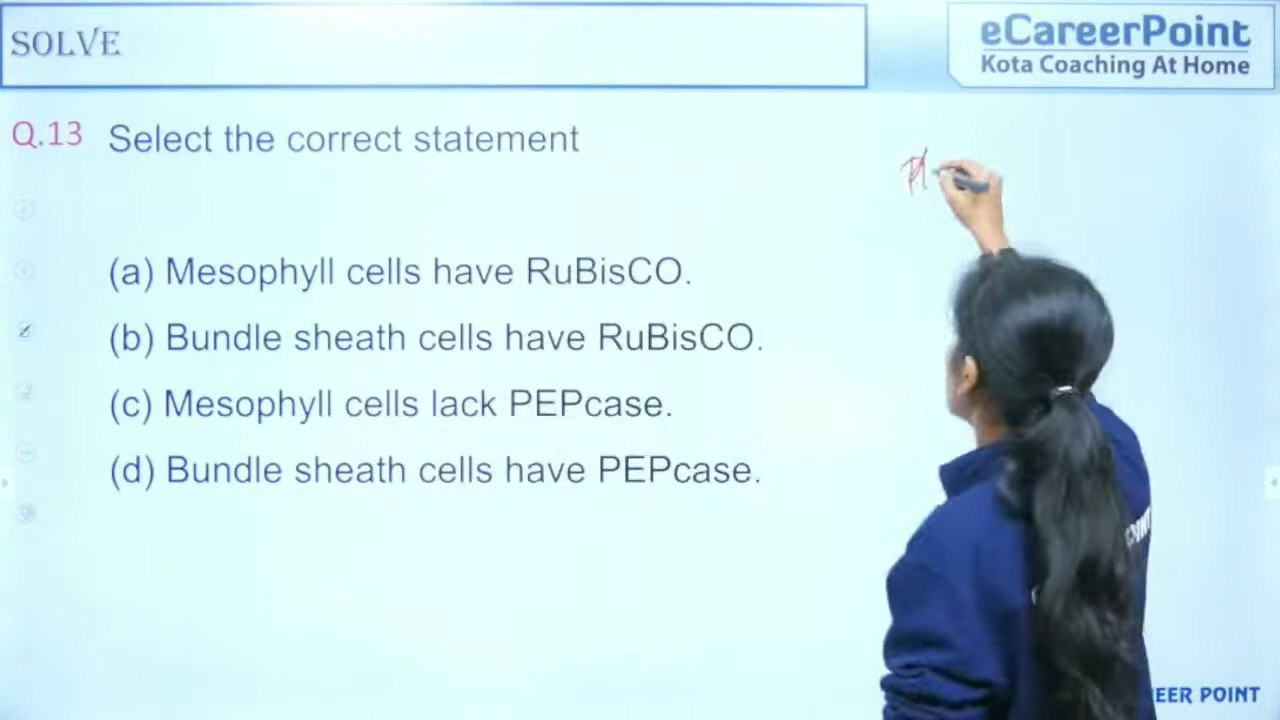 SOLVE
eCareerPoint
Kota Coaching At Home
Q.13 Select the correct statement
(a) Mesophyll cells have RuBisCO.
(b) Bundle sheath cells have RuBisCO.
(c) Mesophyll cells lack PEPcase.
(d) Bundle sheath cells have PEPcase.
EER POINT